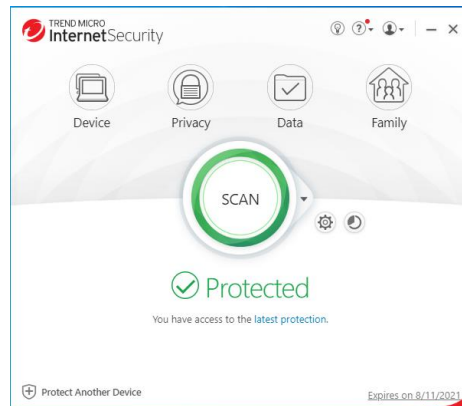 TREND MICRO
InternetSecurity
Device
Privacy
Data
Family
SCAN
Protected
You have access to the latest protection.
Protect Another Device
Expires on 8/11/2021